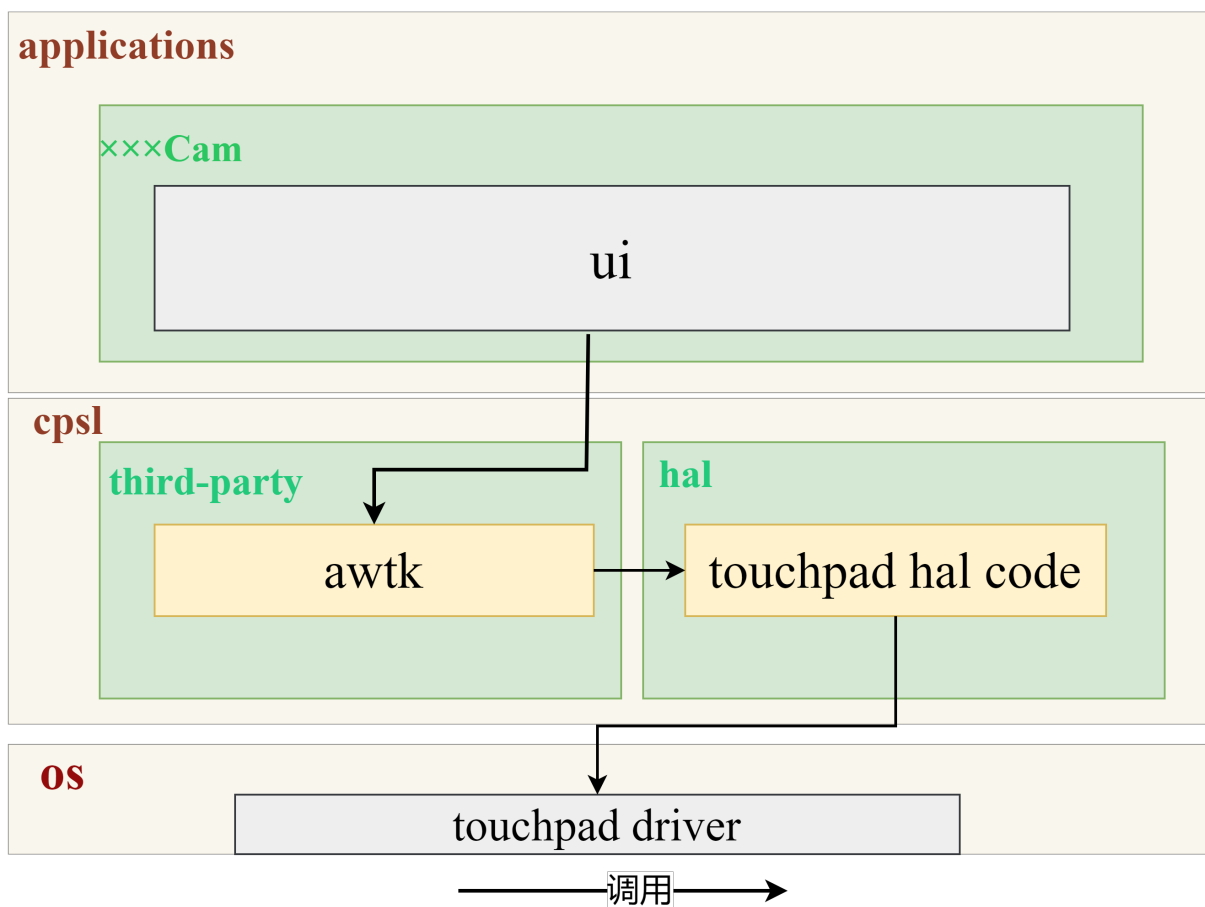 applications
×××Cam
ui
cpsl
third-party
hal
awtk
touchpad hal code
os
touchpad driver
调用